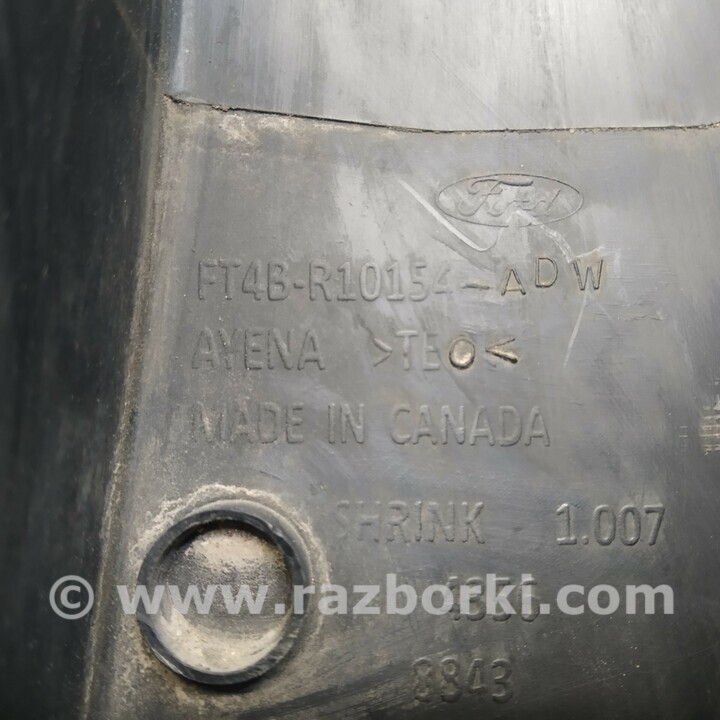 Ford
FT4B-R10154-ADW
AYENA >TEO<
MADE IN CANADA
SHRINK - 1.007
© www.razborki.com
8843